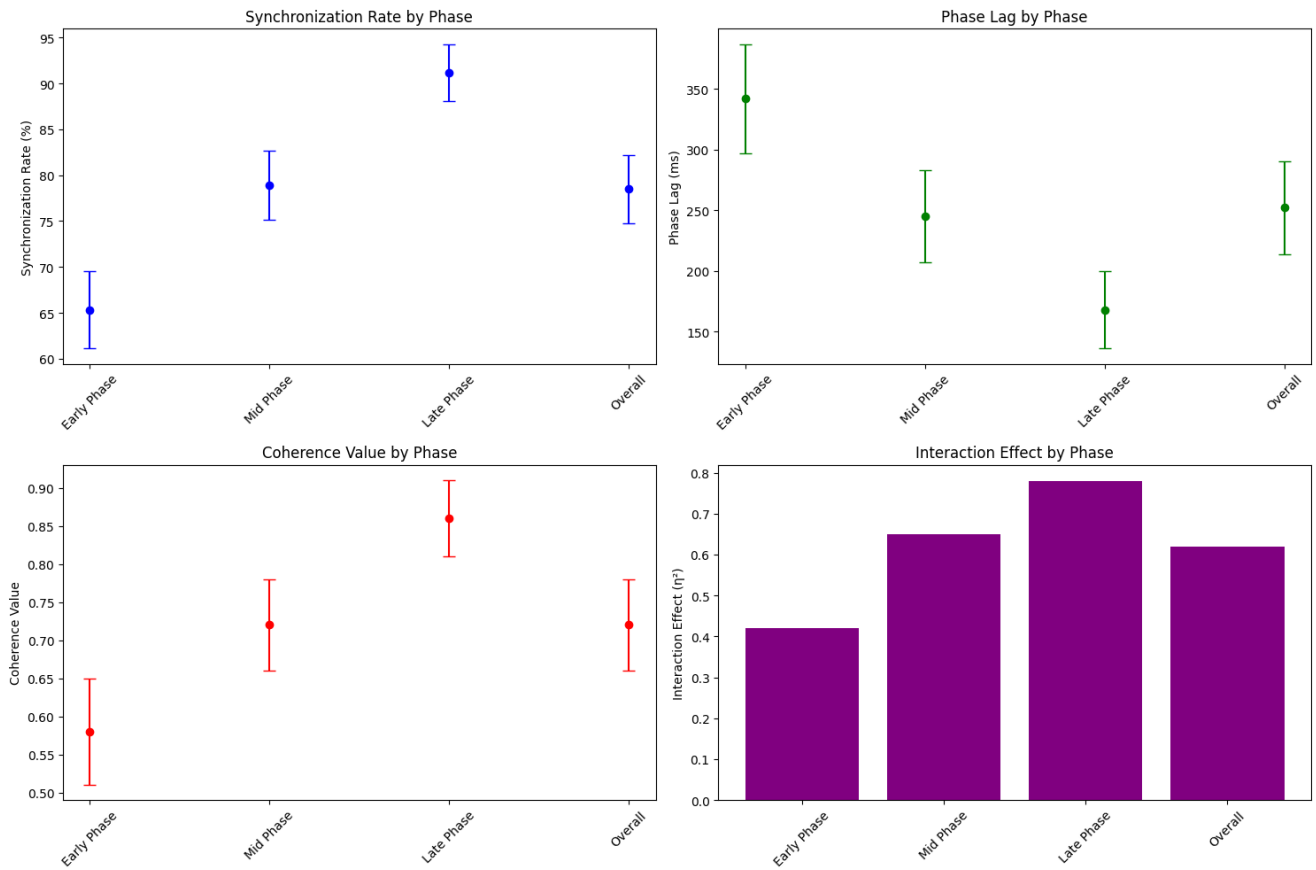 Synchronization Rate by Phase
Synchronization Rate (%)
95
90
85
80
75
70
65
60
Early Phase
Mid Phase
Late Phase
Overall
Phase Lag by Phase
Phase Lag (ms)
350
300
250
200
150
Early Phase
Mid Phase
Late Phase
Overall
Coherence Value by Phase
Coherence Value
0.90
0.85
0.80
0.75
0.70
0.65
0.60
0.55
0.50
Early Phase
Mid Phase
Late Phase
Overall
Interaction Effect by Phase
Interaction Effect (η²)
0.8
0.7
0.6
0.5
0.4
0.3
0.2
0.1
0.0
Early Phase
Mid Phase
Late Phase
Overall